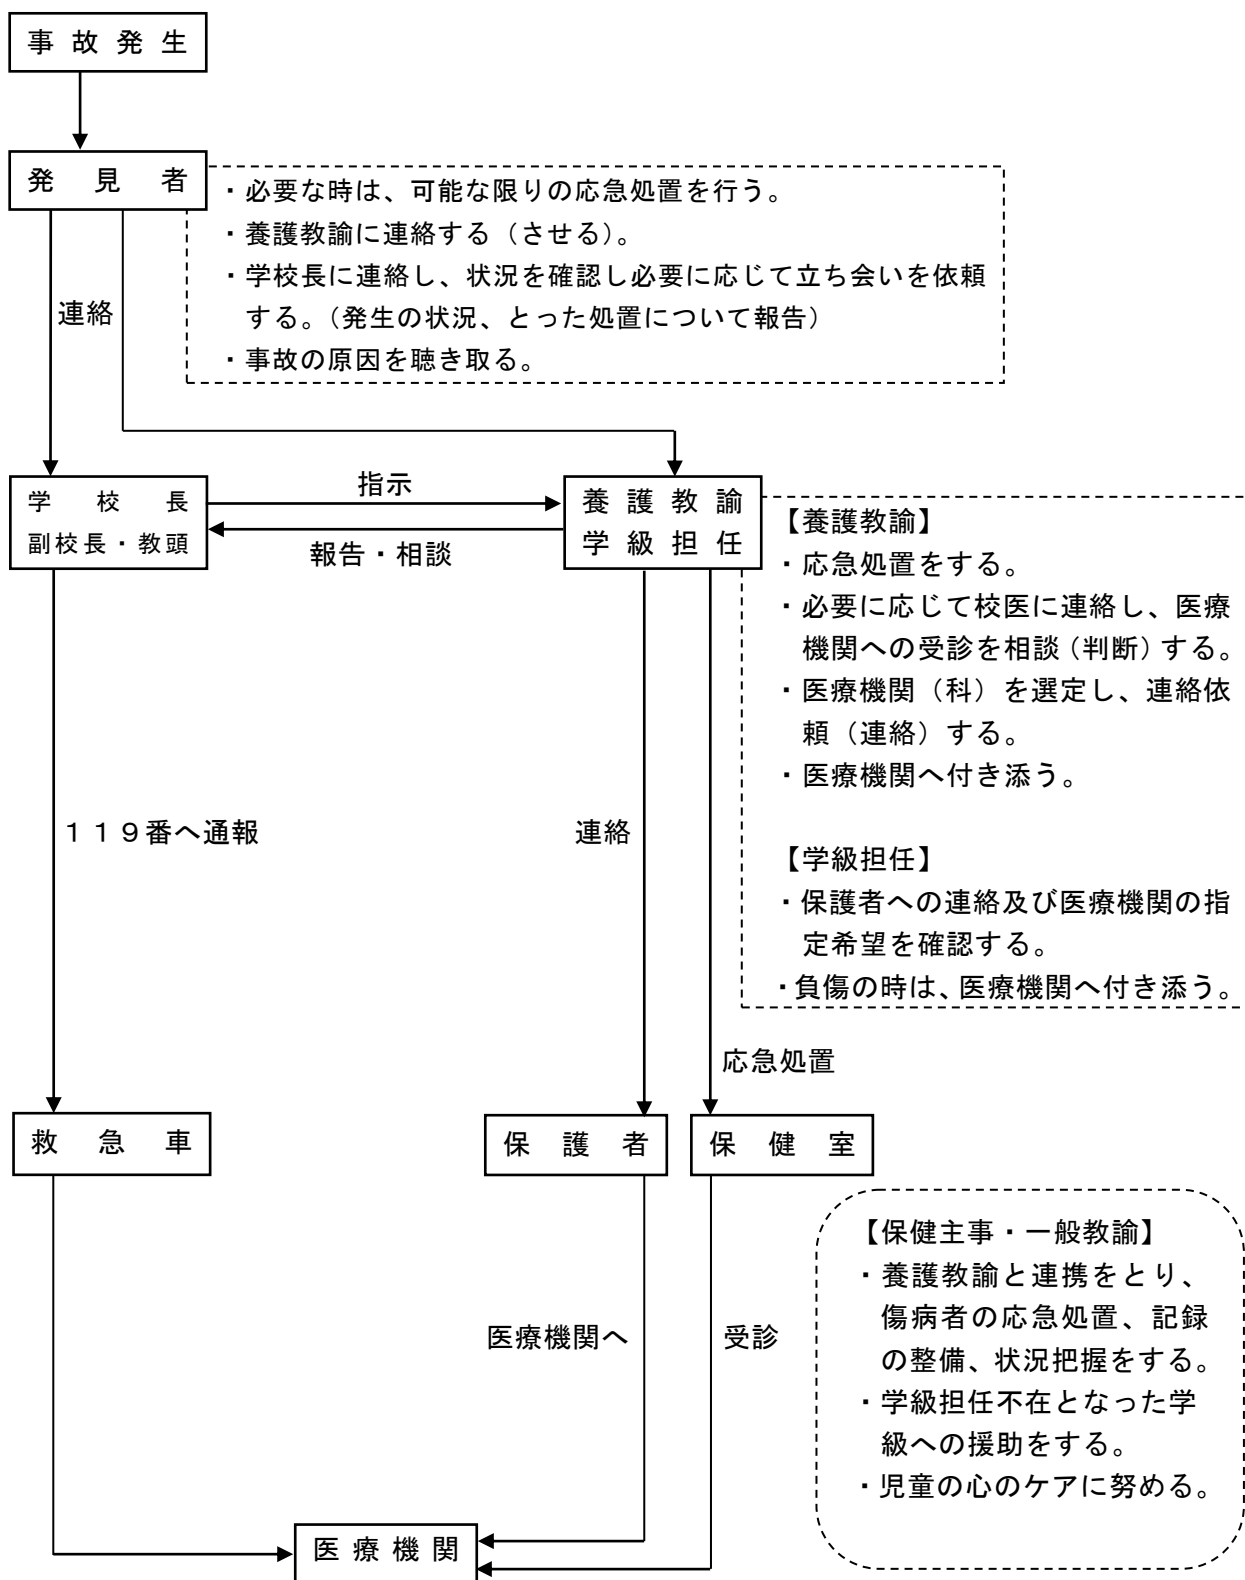 事故発生
発見者
・必要な時は、可能な限りの応急処置を行う。
・養護教諭に連絡する（させる）。
・学校長に連絡し、状況を確認し必要に応じて立ち会いを依頼
する。（発生の状況、とった処置について報告）
・事故の原因を聴き取る。
連絡
学校長
副校長・教頭
指示
報告・相談
養護教諭
学級担任
【養護教諭】
・応急処置をする。
・必要に応じて校医に連絡し、医療
機関への受診を相談（判断）する。
・医療機関（科）を選定し、連絡依
頼（連絡）する。
・医療機関へ付き添う。
【学級担任】
・保護者への連絡及び医療機関の指
定希望を確認する。
・負傷の時は、医療機関へ付き添う。
１１９番へ通報
連絡
応急処置
救急車
保護者
保健室
【保健主事・一般教諭】
・養護教諭と連携をとり、
傷病者の応急処置、記録
の整備、状況把握をする。
・学級担任不在となった学
級への援助をする。
・児童の心のケアに努める。
医療機関へ
受診
医療機関